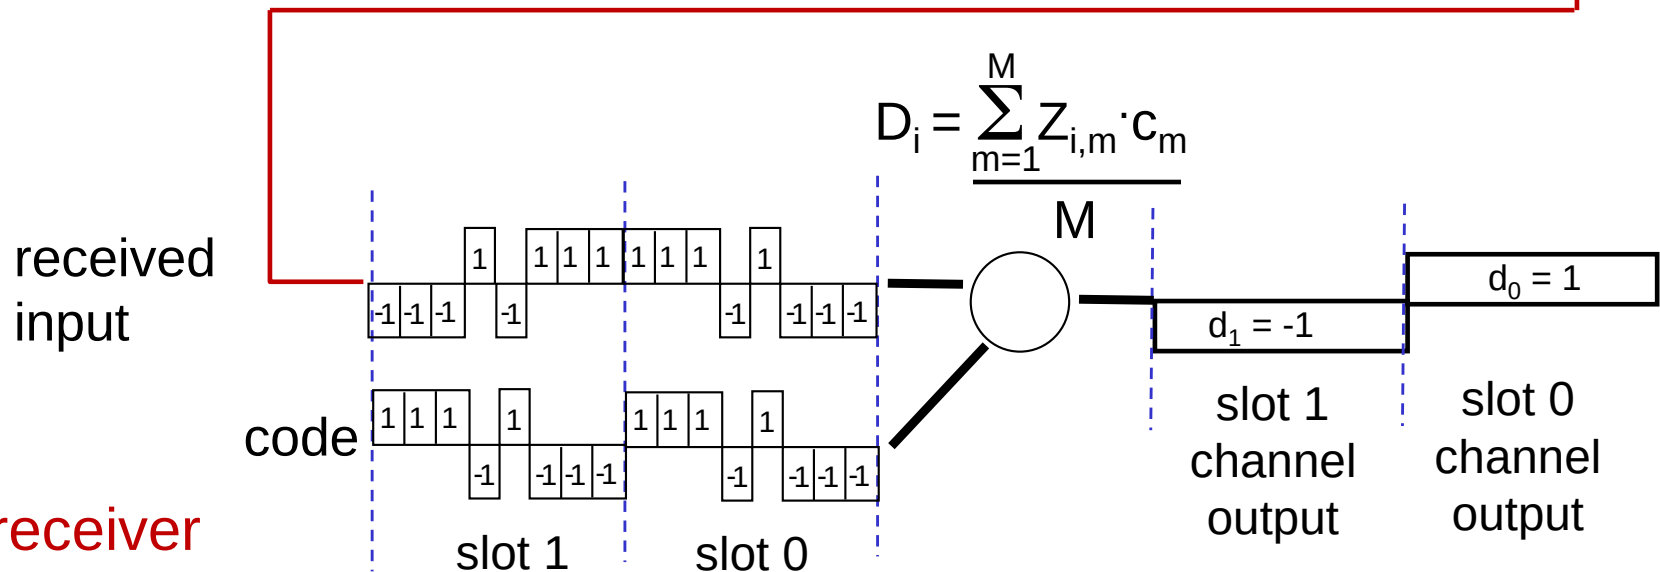 M
D_i = ∑ Z_{i,m}·c_m
m=1
M
received
input
1 -1 1 1 1 1 1 1 1
-1 -1 -1 -1 -1 -1 -1 -1
d_0 = 1
d_1 = -1
code
1 1 1 1 1 1 1 1
-1 -1 -1 -1 -1 -1 -1 -1
slot 1
channel
output
slot 0
channel
output
receiver
slot 1
slot 0